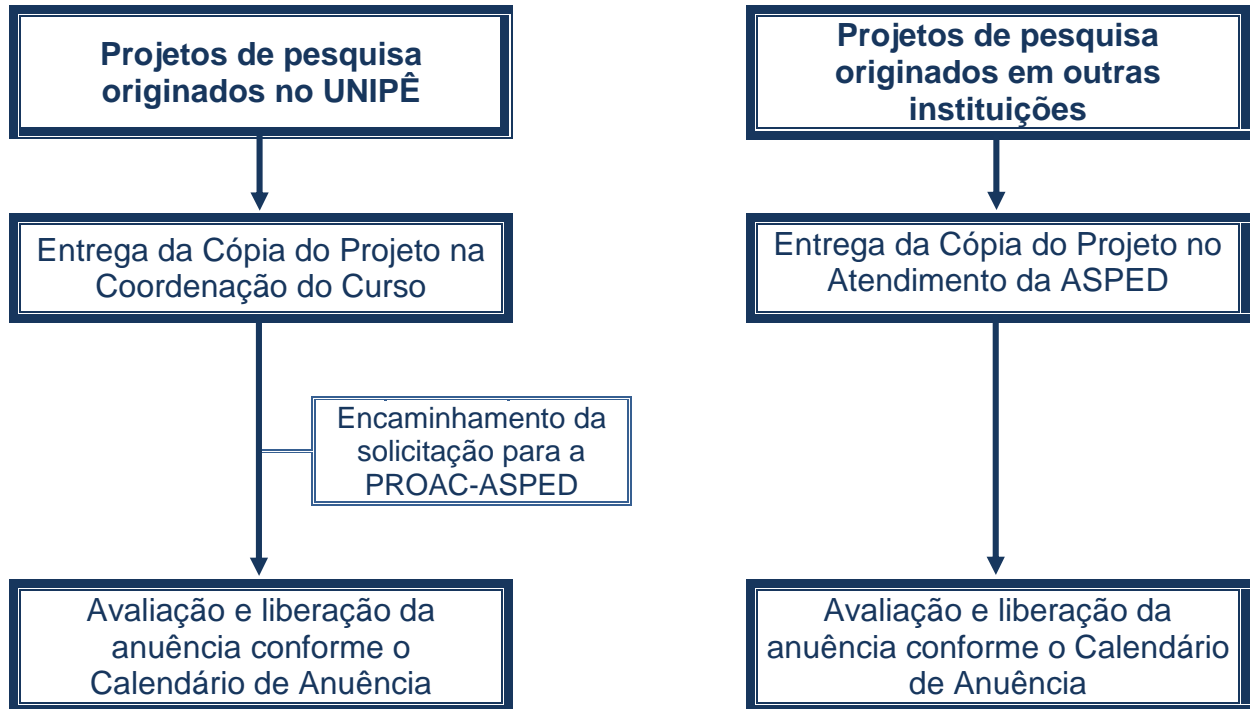 Projetos de pesquisa
originados no UNIPÊ
Entrega da Cópia do Projeto na
Coordenação do Curso
Encaminhamento da
solicitação para a
PROAC-ASPED
Avaliação e liberação da
anuência conforme o
Calendário de Anuência
Projetos de pesquisa
originados em outras
instituições
Entrega da Cópia do Projeto no
Atendimento da ASPED
Avaliação e liberação da
anuência conforme o Calendário
de Anuência